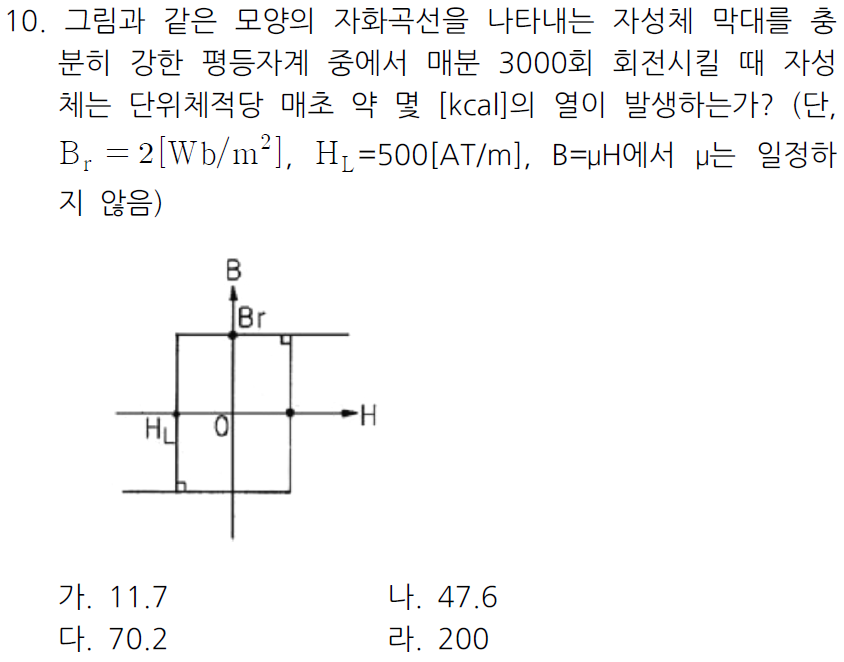 10. 그림과 같은 모양의 자화곡선을 나타내는 자성체 막대를 충
분히 강한 평등자계 중에서 매분 3000회 회전시킬 때 자성
체는 단위체적당 매초 약 몇 [kcal]의 열이 발생하는가? (단,
B_r = 2[Wb/m²], H_L=500[AT/m], B=μH에서 μ는 일정하
지 않음)
B
Br
H
H_L
0
가. 11.7 나. 47.6
다. 70.2 라. 200